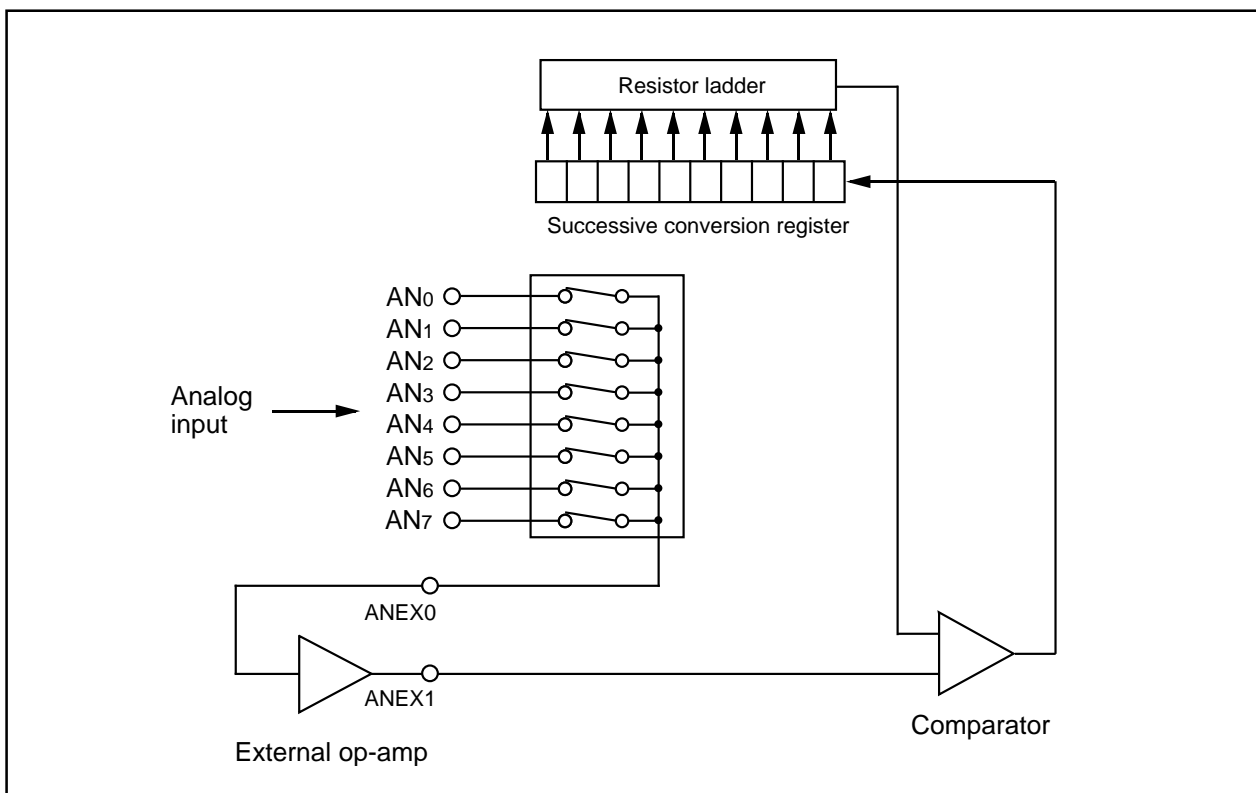 Resistor ladder
Successive conversion register
AN0
AN1
AN2
AN3
AN4
AN5
AN6
AN7
Analog
input
ANEX0
ANEX1
External op-amp
Comparator